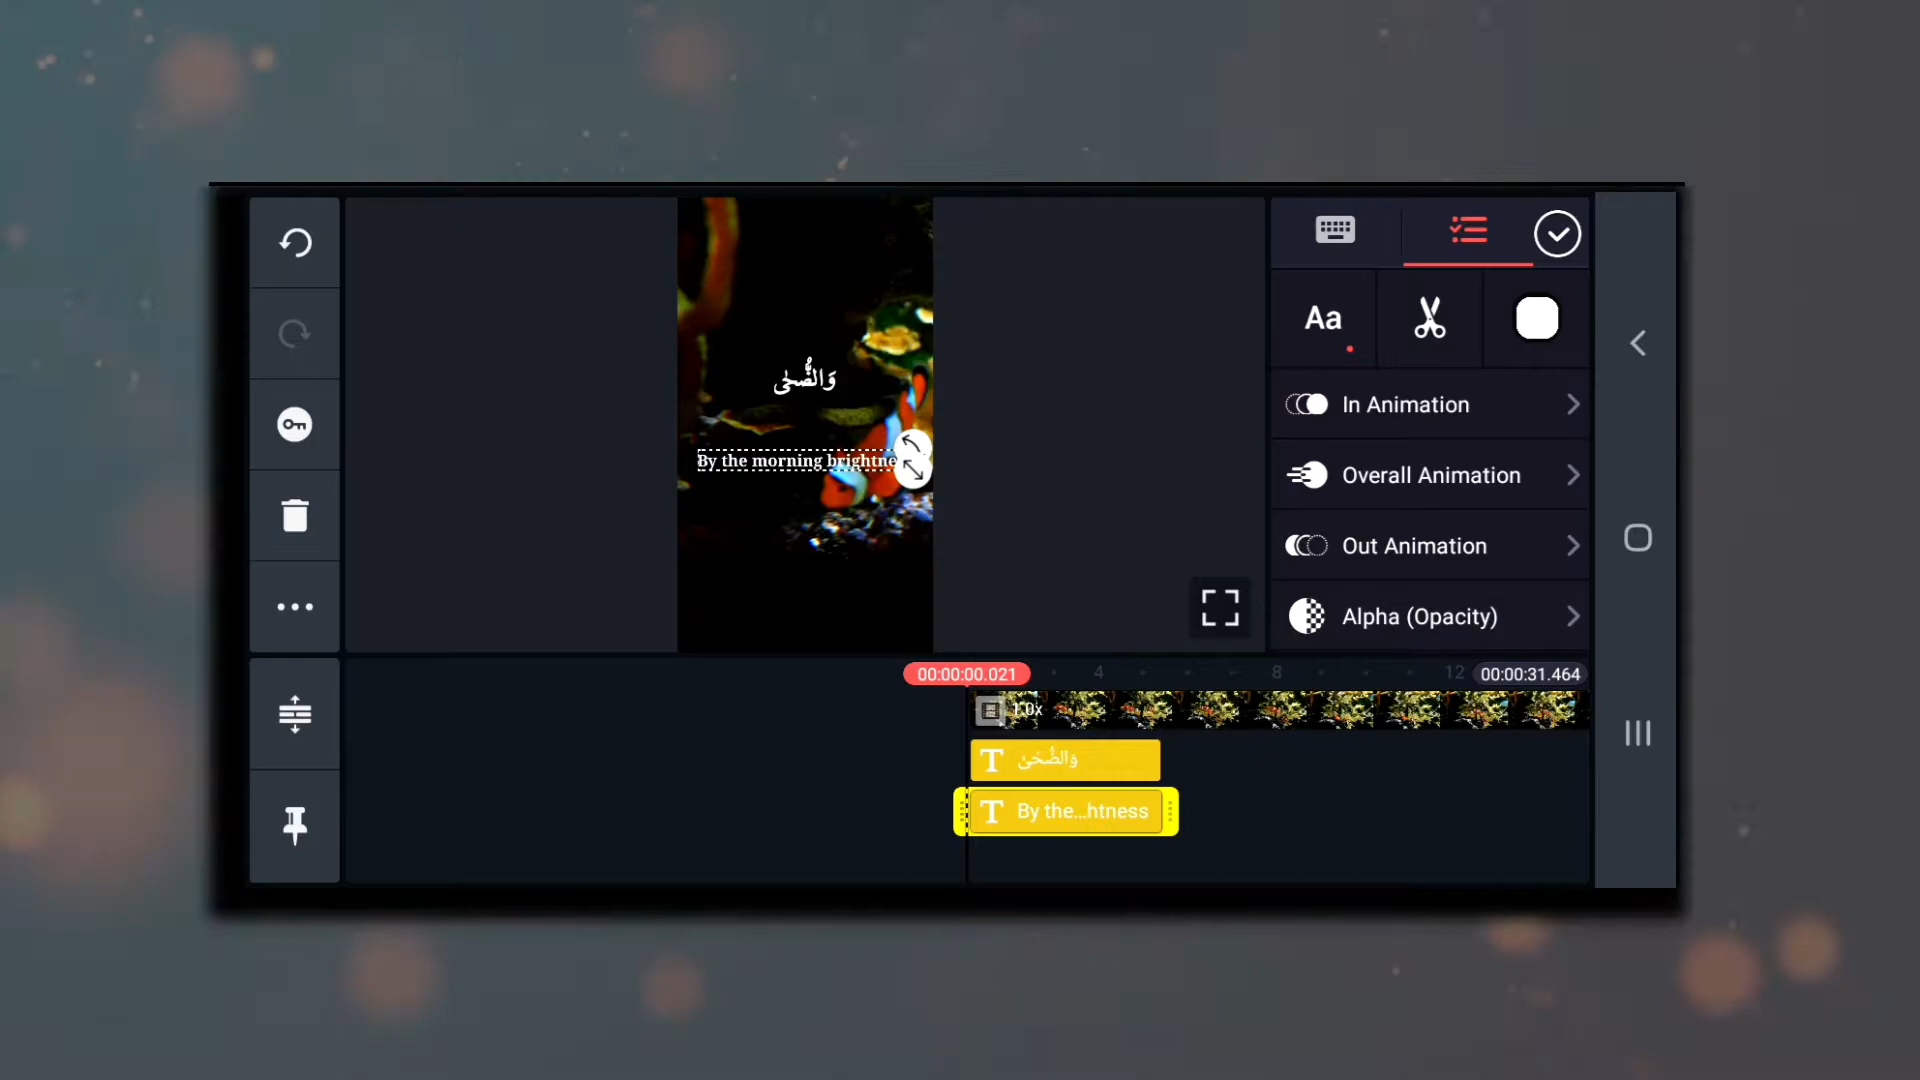 Aa
In Animation
وَالضُّحٰى
Overall Animation
By the morning brightne
Out Animation
Alpha (Opacity)
00:00:00.021
4
8
12
00:00:31.464
1.0x
وَالضُّحَىٰ
By the...htness